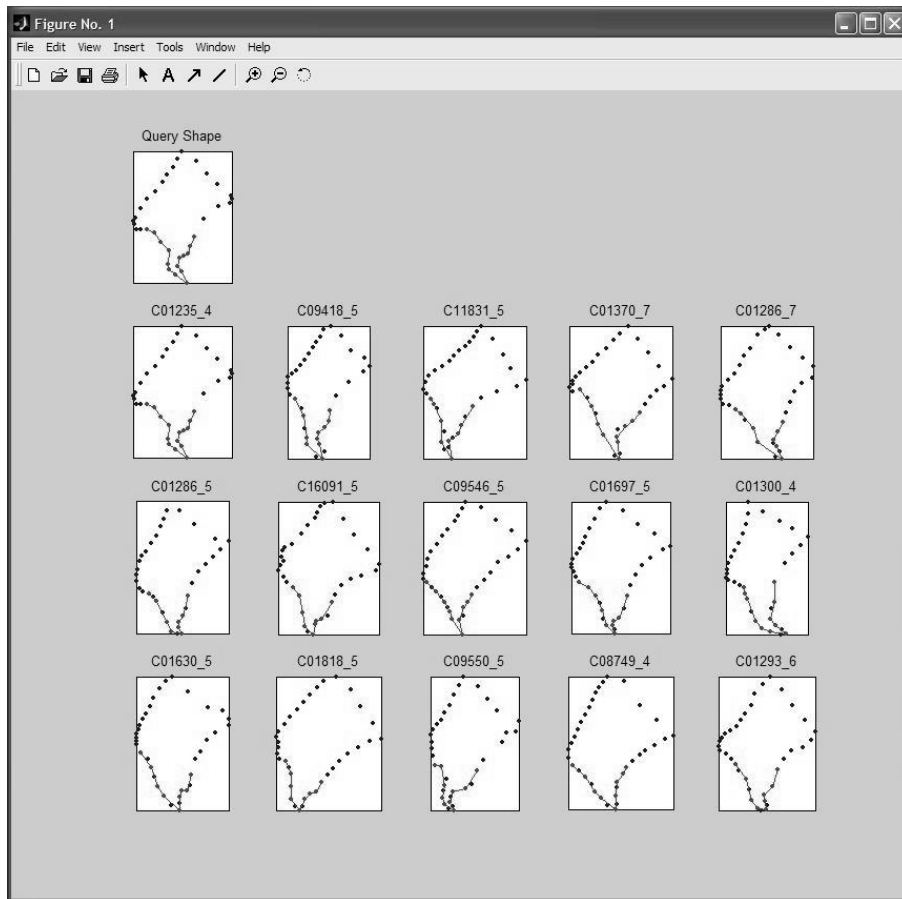 Figure No. 1
File Edit View Insert Tools Window Help
A
Query Shape
C01235_4 C09418_5 C11831_5 C01370_7 C01286_7
C01286_5 C16091_5 C09546_5 C01697_5 C01300_4
C01630_5 C01818_5 C09550_5 C08749_4 C01293_6